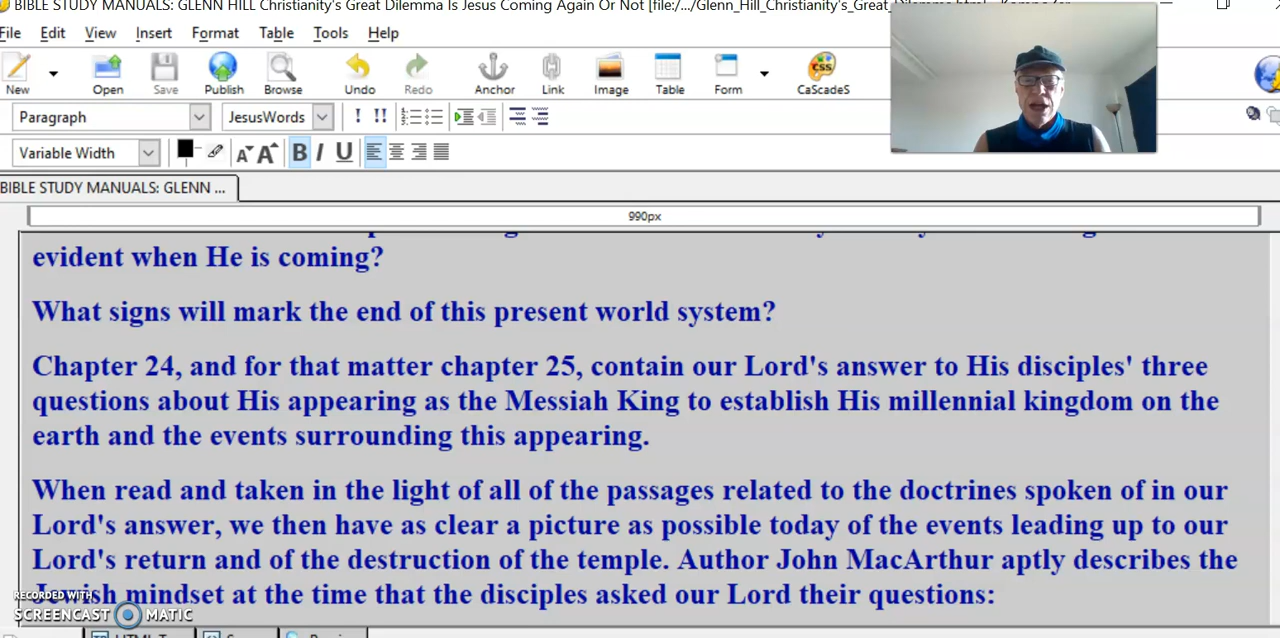 BIBLE STUDY MANUALS: GLENN HILL Christianity's Great Dilemma Is Jesus Coming Again Or Not [file:/.../Glenn_Hill_Christianity's_Great_
File Edit View Insert Format Table Tools Help
New Open Save Publish Browse Undo Redo Anchor Link Image Table Form CaScadeS
Paragraph JesusWords ! !!
Variable Width A A B I U
BIBLE STUDY MANUALS: GLENN ...
990px
evident when He is coming?
What signs will mark the end of this present world system?
Chapter 24, and for that matter chapter 25, contain our Lord's answer to His disciples' three
questions about His appearing as the Messiah King to establish His millennial kingdom on the
earth and the events surrounding this appearing.
When read and taken in the light of all of the passages related to the doctrines spoken of in our
Lord's answer, we then have as clear a picture as possible today of the events leading up to our
Lord's return and of the destruction of the temple. Author John MacArthur aptly describes the
Jewish mindset at the time that the disciples asked our Lord their questions:
RECORDED WITH
SCREENCAST MATIC